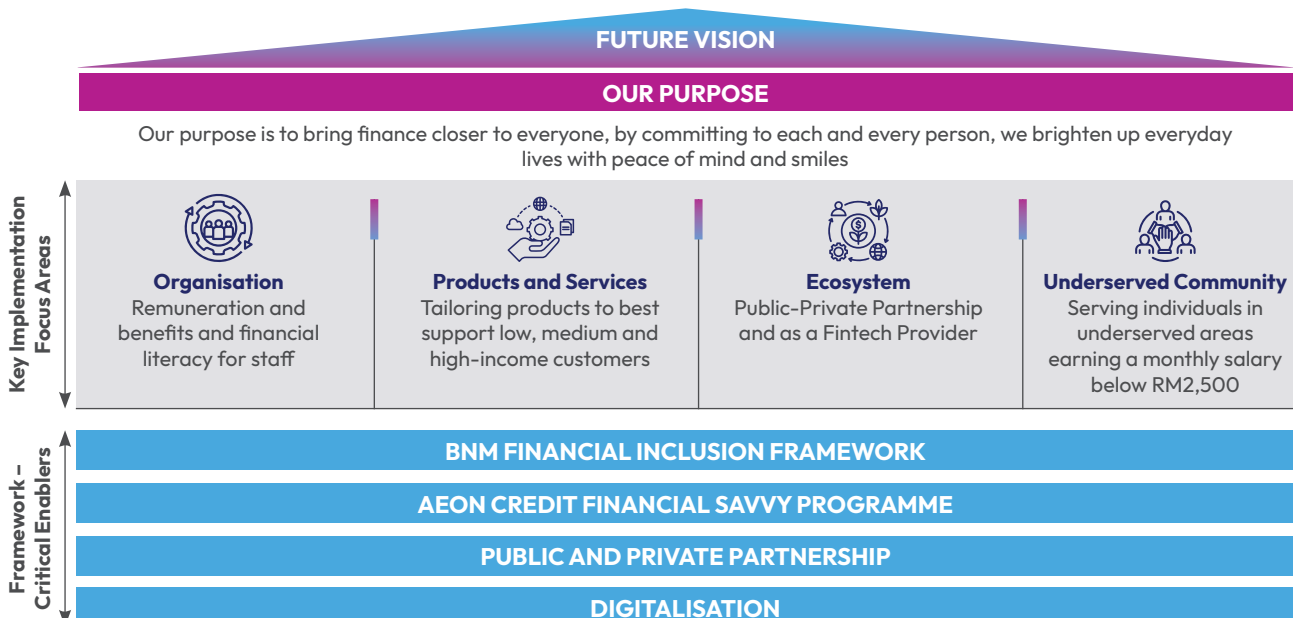 FUTURE VISION
OUR PURPOSE
Our purpose is to bring finance closer to everyone, by committing to each and every person, we brighten up everyday
lives with peace of mind and smiles
Key Implementation
Focus Areas
Organisation
Remuneration and
benefits and financial
literacy for staff
Products and Services
Tailoring products to best
support low, medium and
high-income customers
Ecosystem
Public-Private Partnership
and as a Fintech Provider
Underserved Community
Serving individuals in
underserved areas
earning a monthly salary
below RM2,500
Framework –
Critical Enablers
BNM FINANCIAL INCLUSION FRAMEWORK
AEON CREDIT FINANCIAL SAVVY PROGRAMME
PUBLIC AND PRIVATE PARTNERSHIP
DIGITALISATION